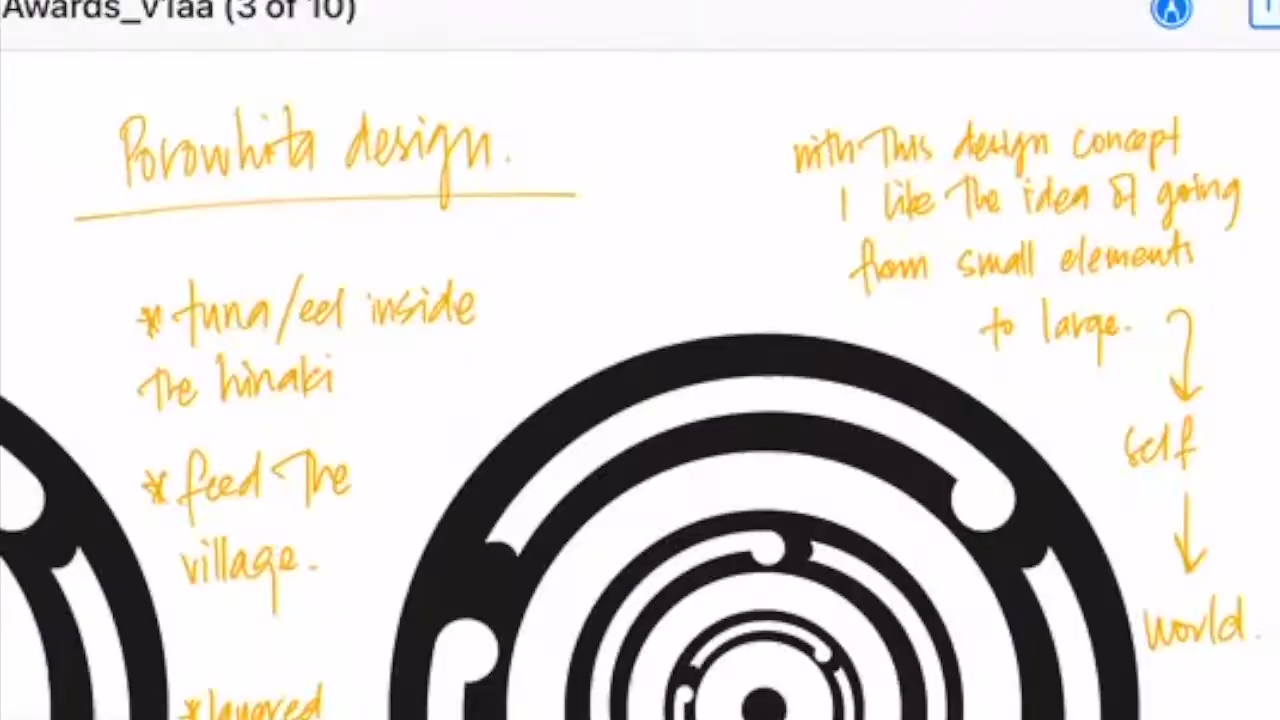 Awards_v1aa (3 of 10)
Porowhita design.
* tuna/eel inside
the hinaki
* feed the
village.
* layered
with this design concept
I like the idea of going
from small elements
to large.
self
world.